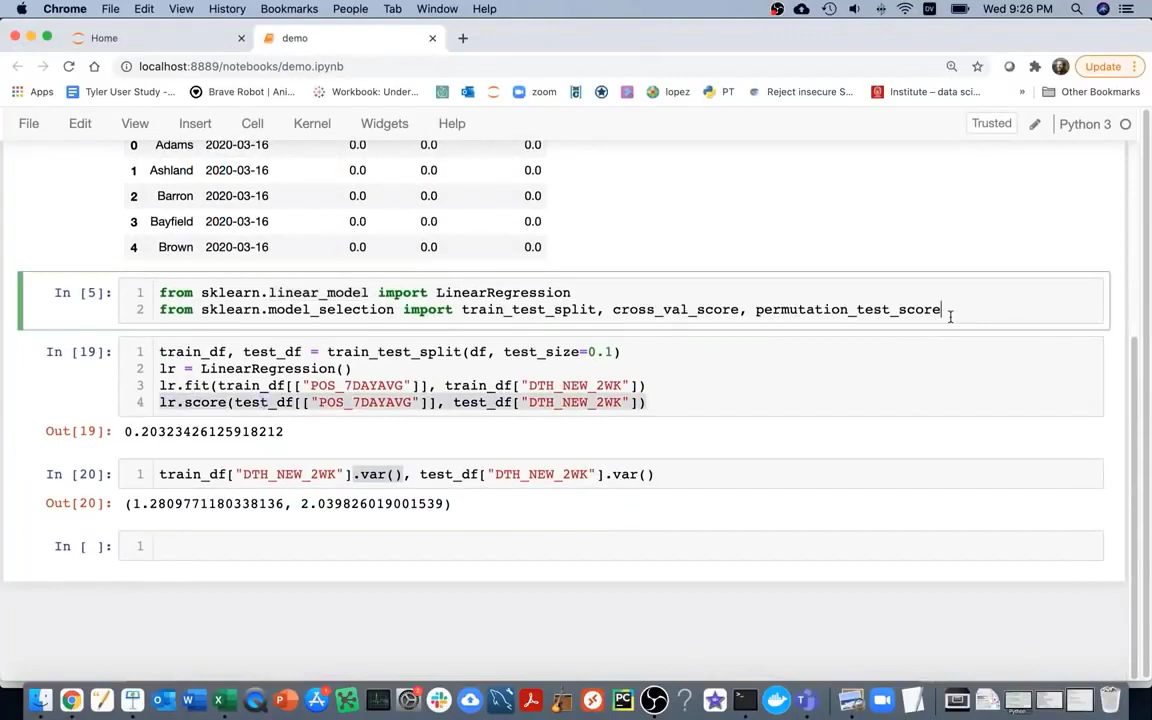 Chrome File Edit View History Bookmarks People Tab Window Help DV Wed 9:26 PM
Home demo
localhost:8889/notebooks/demo.ipynb Update
Apps Tyler User Study -... Brave Robot | Ani... Workbook: Under... zoom lopez PT Reject insecure S... Institute – data sci... » Other Bookmarks
File Edit View Insert Cell Kernel Widgets Help Trusted Python 3
0 Adams 2020-03-16 0.0 0.0 0.0
1 Ashland 2020-03-16 0.0 0.0 0.0
2 Barron 2020-03-16 0.0 0.0 0.0
3 Bayfield 2020-03-16 0.0 0.0 0.0
4 Brown 2020-03-16 0.0 0.0 0.0
In [5]: 1 from sklearn.linear_model import LinearRegression
2 from sklearn.model_selection import train_test_split, cross_val_score, permutation_test_score
In [19]: 1 train_df, test_df = train_test_split(df, test_size=0.1)
2 lr = LinearRegression()
3 lr.fit(train_df[["POS_7DAYAVG"]], train_df["DTH_NEW_2WK"])
4 lr.score(test_df[["POS_7DAYAVG"]], test_df["DTH_NEW_2WK"])
Out[19]: 0.20323426125918212
In [20]: 1 train_df["DTH_NEW_2WK"].var(), test_df["DTH_NEW_2WK"].var()
Out[20]: (1.2809771180338136, 2.039826019001539)
In [ ]: 1